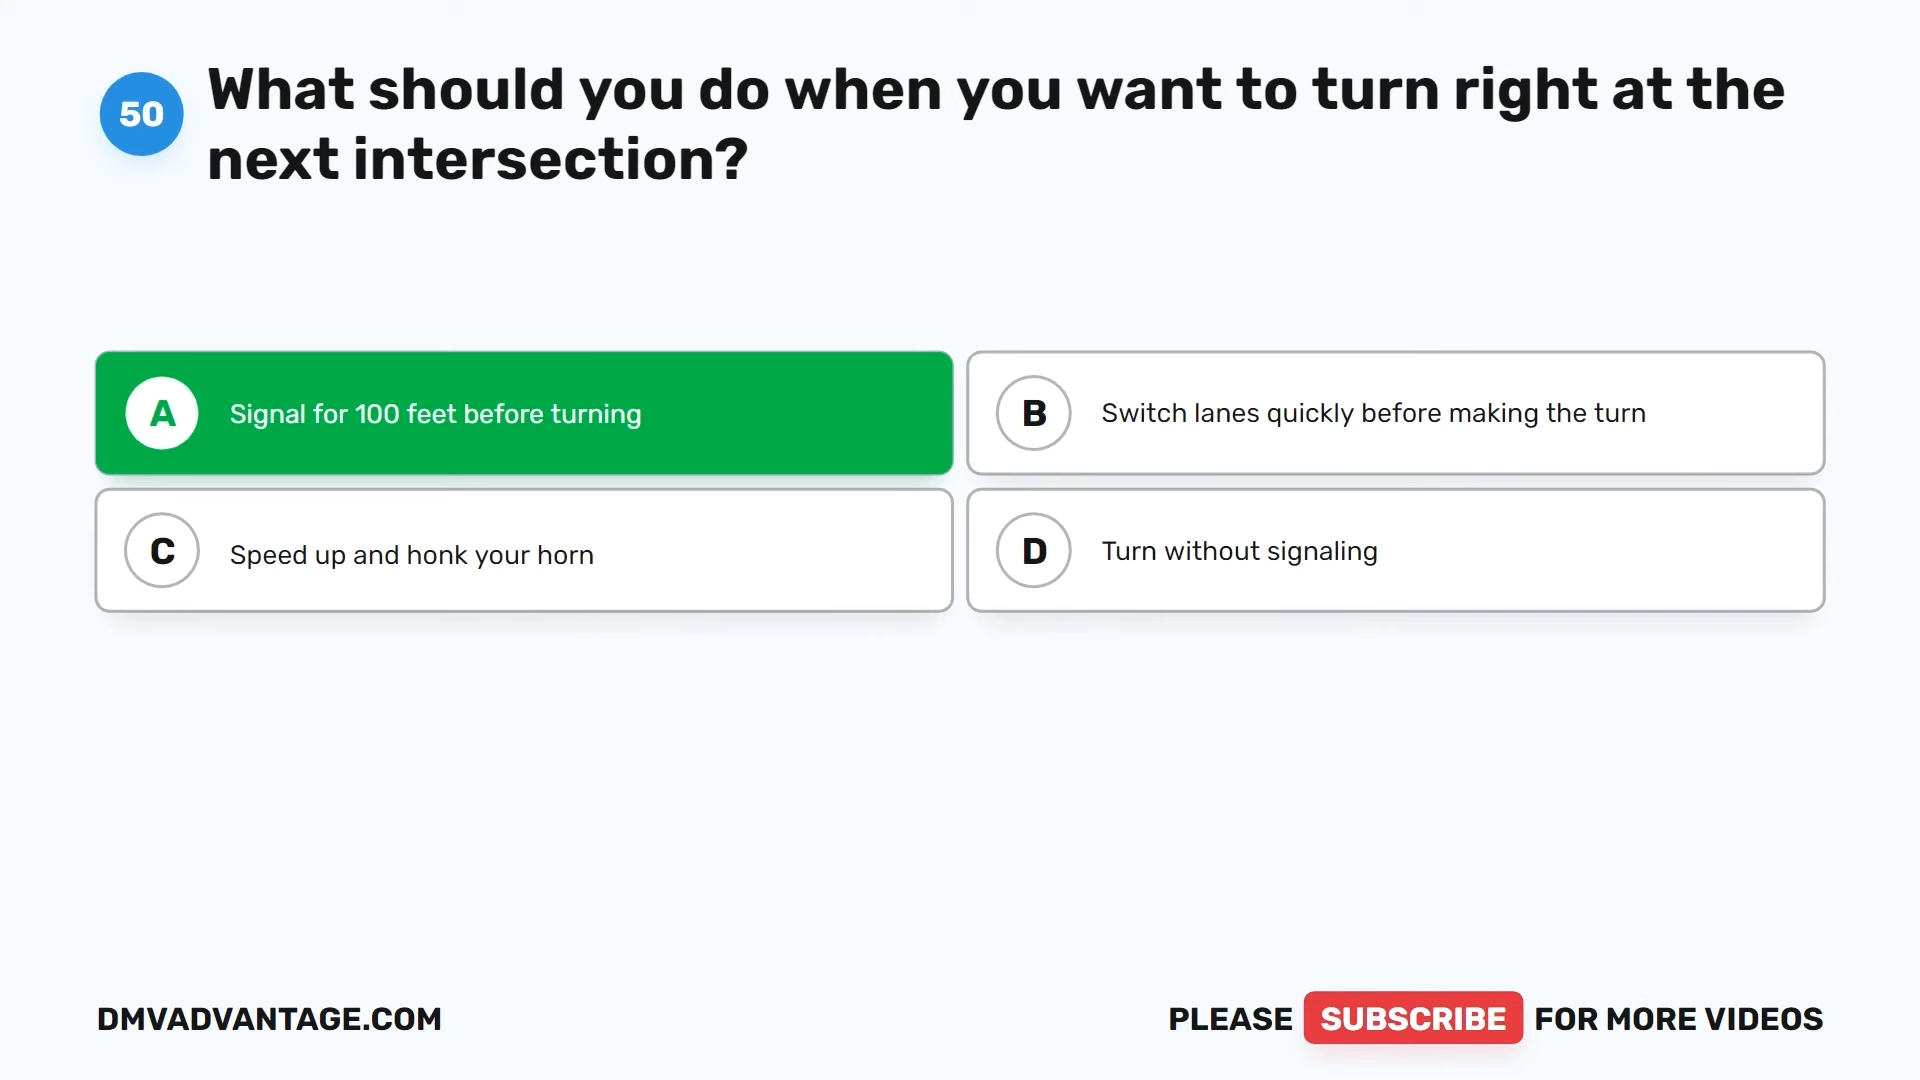 50
What should you do when you want to turn right at the
next intersection?
A Signal for 100 feet before turning
B Switch lanes quickly before making the turn
C Speed up and honk your horn
D Turn without signaling
DMVADVANTAGE.COM
PLEASE SUBSCRIBE FOR MORE VIDEOS